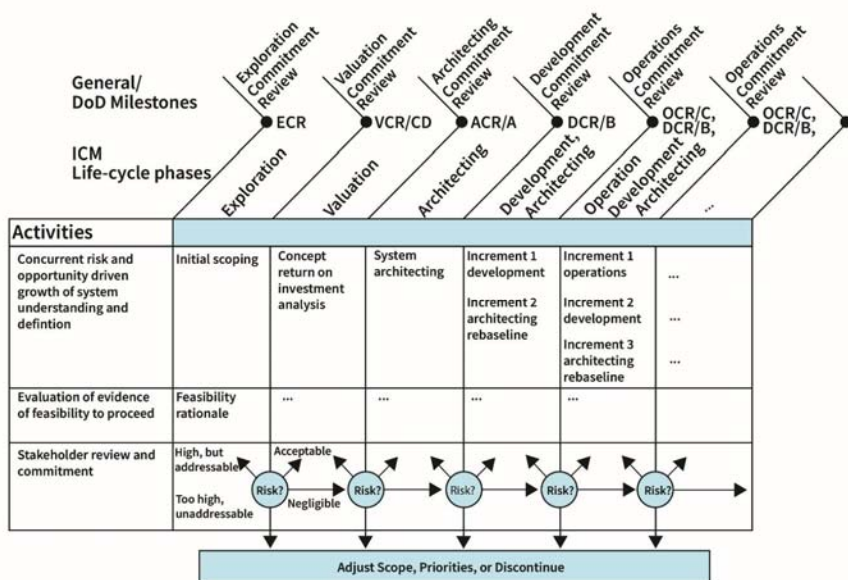 Exploration
Commitment
Review
Valuation
Commitment
Review
Architecting
Commitment
Review
Development
Commitment
Review
Operations
Commitment
Review
Operations
Commitment
Review
General/
DoD Milestones
ECR
VCR/CD
ACR/A
DCR/B
OCR/C,
DCR/B,
OCR/C,
DCR/B,
ICM
Life-cycle phases
Exploration
Valuation
Architecting
Development,
Architecting
Operation
Development
Architecting
...
Activities
Concurrent risk and
opportunity driven
growth of system
understanding and
defintion
Initial scoping
Concept
return on
investment
analysis
System
architecting
Increment 1
development
Increment 2
architecting
rebaseline
Increment 1
operations
Increment 2
development
Increment 3
architecting
rebaseline
...
...
...
Evaluation of evidence
of feasibility to proceed
Feasibility
rationale
...
...
...
...
Stakeholder review and
commitment
High, but
addressable
Too high,
unaddressable
Acceptable
Negligible
Risk?
Risk?
Risk?
Risk?
Risk?
Adjust Scope, Priorities, or Discontinue